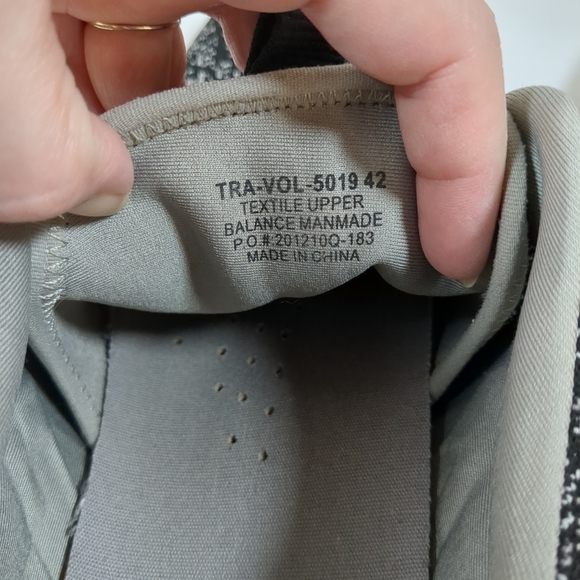 TRA-VOL-5019 42
TEXTILE UPPER
BALANCE MANMADE
P O # 201210Q-183
MADE IN CHINA